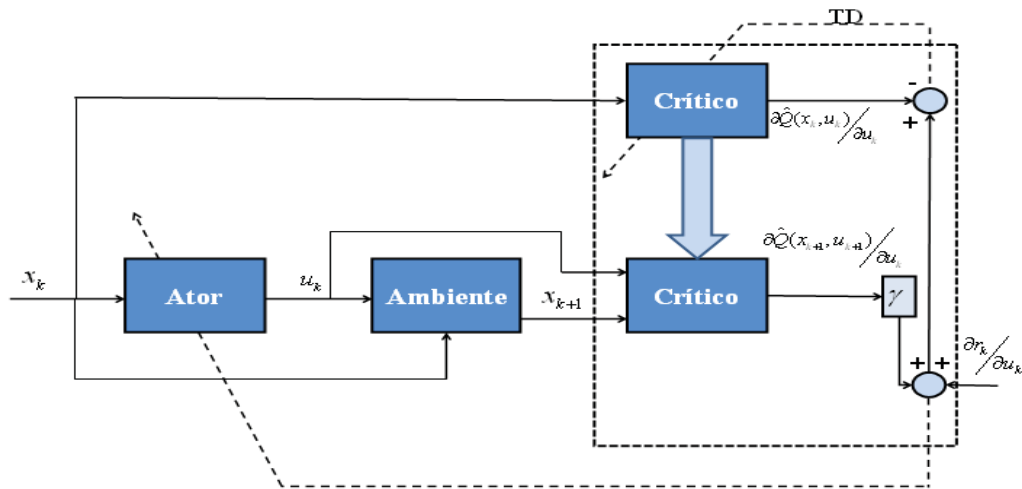 TD
Crítico
-
+
∂Q̂(x_k, u_k)/∂u_k
∂Q̂(x_{k+1}, u_{k+1})/∂u_k
x_k
Ator
u_k
Ambiente
x_{k+1}
Crítico
γ
+ +
∂r_k/∂u_k